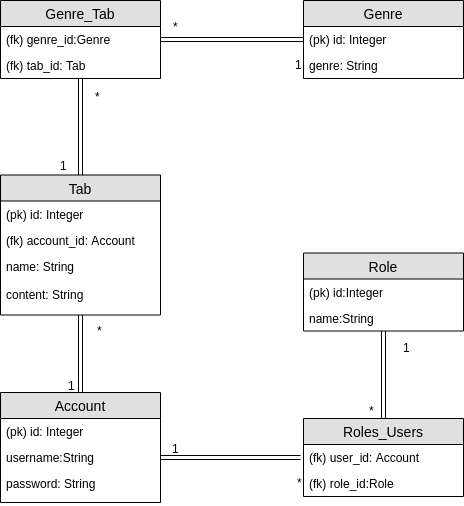 Genre_Tab
(fk) genre_id:Genre
(fk) tab_id: Tab
*
1
Genre
(pk) id: Integer
genre: String
*
1
Tab
(pk) id: Integer
(fk) account_id: Account
name: String
content: String
Role
(pk) id:Integer
name:String
*
1
1
*
Account
(pk) id: Integer
username:String
password: String
1
*
Roles_Users
(fk) user_id: Account
(fk) role_id:Role